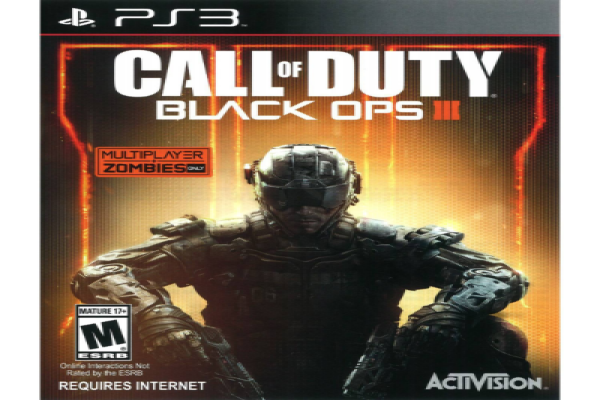 PS3
CALL OF DUTY
BLACK OPS III
MULTIPLAYER
ZOMBIES ONLY
MATURE 17+
M
ESRB
Online Interactions Not
Rated by the ESRB
REQUIRES INTERNET
ACTIVISION